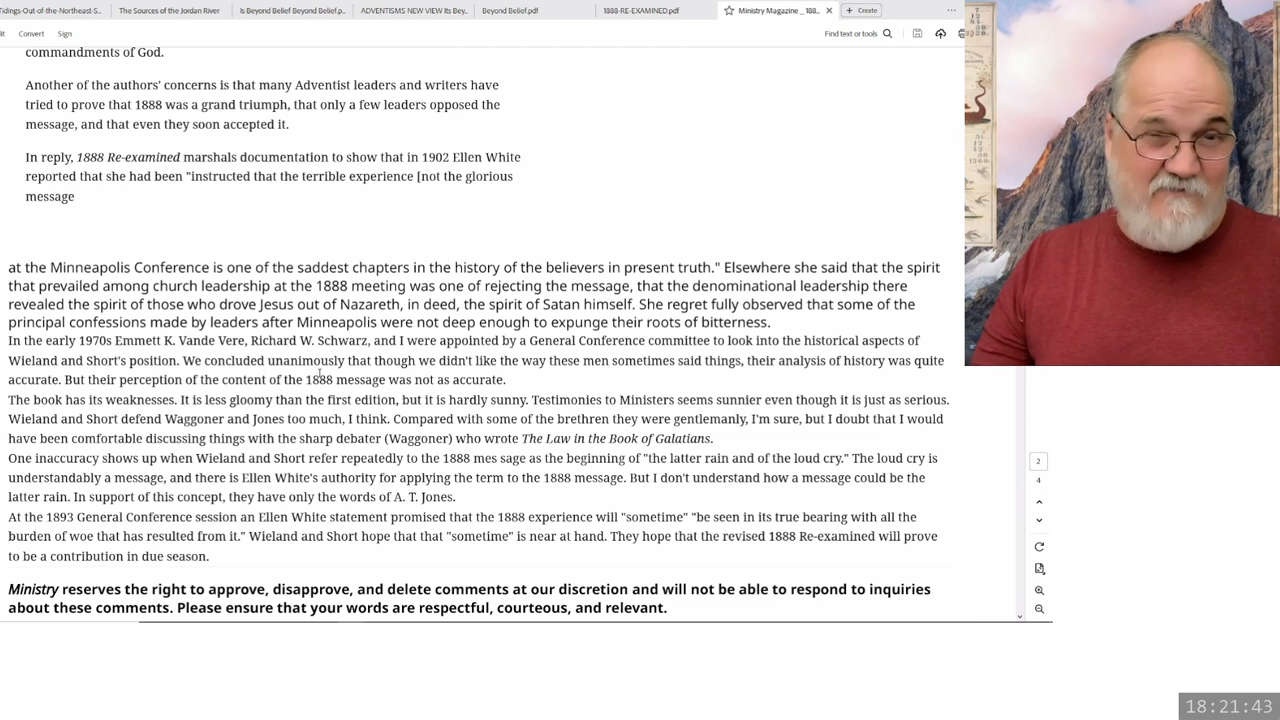 Tidings-Out-of-the-Northeast-S...
The Sources of the Jordan River
Is Beyond Belief Beyond Belief.p...
ADVENTISMS NEW VIEW Its Bey...
Beyond Belief.pdf
1888-RE-EXAMINED.pdf
Ministry Magazine _ 188...
Create
Convert
Sign
Find text or tools
commandments of God.
Another of the authors' concerns is that many Adventist leaders and writers have
tried to prove that 1888 was a grand triumph, that only a few leaders opposed the
message, and that even they soon accepted it.
In reply, 1888 Re-examined marshals documentation to show that in 1902 Ellen White
reported that she had been "instructed that the terrible experience [not the glorious
message
at the Minneapolis Conference is one of the saddest chapters in the history of the believers in present truth." Elsewhere she said that the spirit
that prevailed among church leadership at the 1888 meeting was one of rejecting the message, that the denominational leadership there
revealed the spirit of those who drove Jesus out of Nazareth, in deed, the spirit of Satan himself. She regret fully observed that some of the
principal confessions made by leaders after Minneapolis were not deep enough to expunge their roots of bitterness.
In the early 1970s Emmett K. Vande Vere, Richard W. Schwarz, and I were appointed by a General Conference committee to look into the historical aspects of
Wieland and Short's position. We concluded unanimously that though we didn't like the way these men sometimes said things, their analysis of history was quite
accurate. But their perception of the content of the 1888 message was not as accurate.
The book has its weaknesses. It is less gloomy than the first edition, but it is hardly sunny. Testimonies to Ministers seems sunnier even though it is just as serious.
Wieland and Short defend Waggoner and Jones too much, I think. Compared with some of the brethren they were gentlemanly, I'm sure, but I doubt that I would
have been comfortable discussing things with the sharp debater (Waggoner) who wrote The Law in the Book of Galatians.
One inaccuracy shows up when Wieland and Short refer repeatedly to the 1888 mes sage as the beginning of "the latter rain and of the loud cry." The loud cry is
understandably a message, and there is Ellen White's authority for applying the term to the 1888 message. But I don't understand how a message could be the
latter rain. In support of this concept, they have only the words of A. T. Jones.
At the 1893 General Conference session an Ellen White statement promised that the 1888 experience will "sometime" "be seen in its true bearing with all the
burden of woe that has resulted from it." Wieland and Short hope that that "sometime" is near at hand. They hope that the revised 1888 Re-examined will prove
to be a contribution in due season.
Ministry reserves the right to approve, disapprove, and delete comments at our discretion and will not be able to respond to inquiries
about these comments. Please ensure that your words are respectful, courteous, and relevant.
2
4
18:21:43